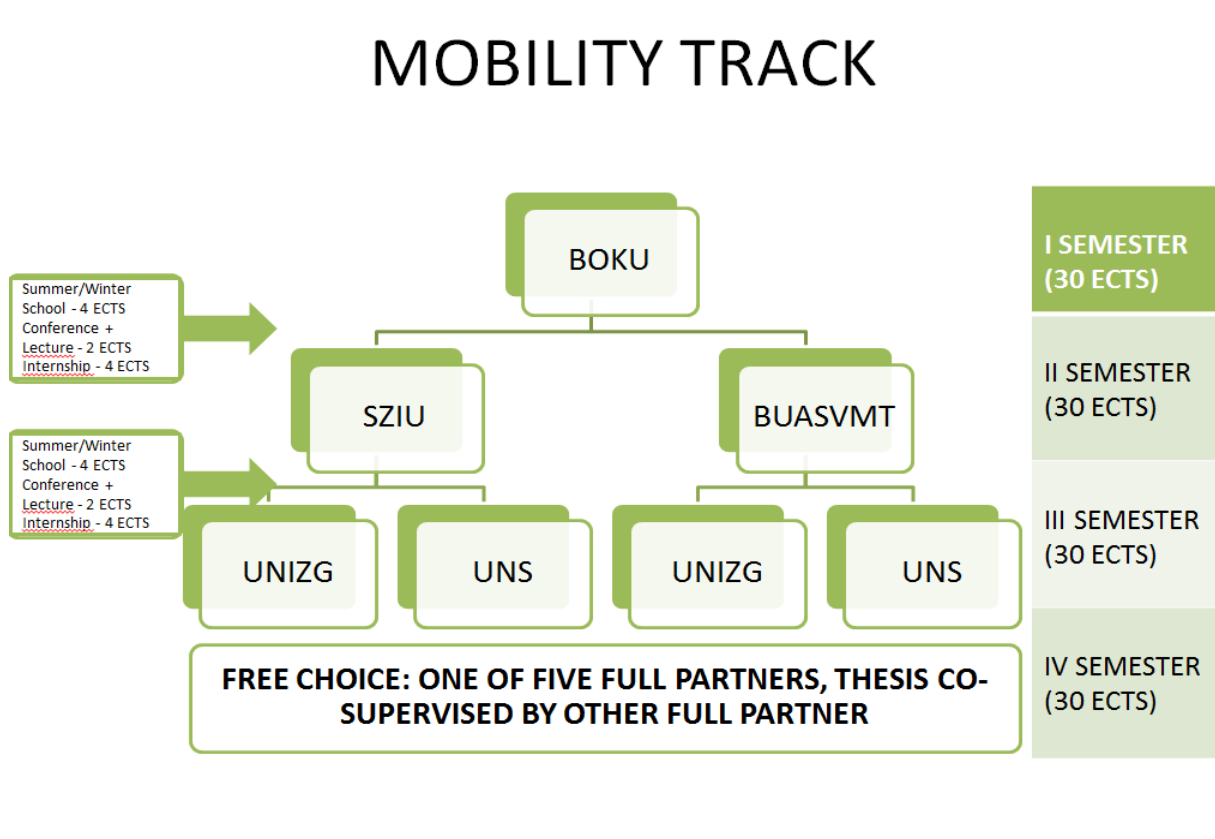 MOBILITY TRACK
BOKU
I SEMESTER
(30 ECTS)
Summer/Winter
School - 4 ECTS
Conference +
Lecture - 2 ECTS
Internship - 4 ECTS
SZIU
BUASVMT
II SEMESTER
(30 ECTS)
Summer/Winter
School - 4 ECTS
Conference +
Lecture - 2 ECTS
Internship - 4 ECTS
UNIZG
UNS
UNIZG
UNS
III SEMESTER
(30 ECTS)
FREE CHOICE: ONE OF FIVE FULL PARTNERS, THESIS CO-
SUPERVISED BY OTHER FULL PARTNER
IV SEMESTER
(30 ECTS)